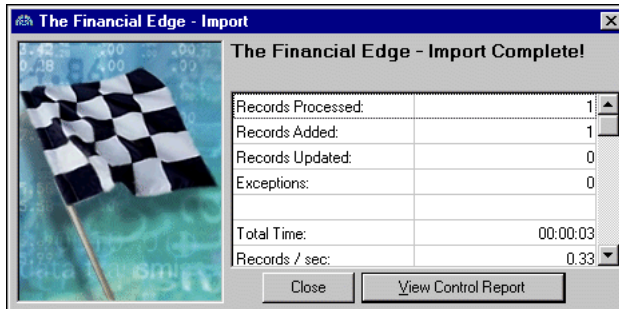 The Financial Edge - Import
The Financial Edge - Import Complete!
Records Processed: 1
Records Added: 1
Records Updated: 0
Exceptions: 0
Total Time: 00:00:03
Records / sec: 0.33
Close View Control Report